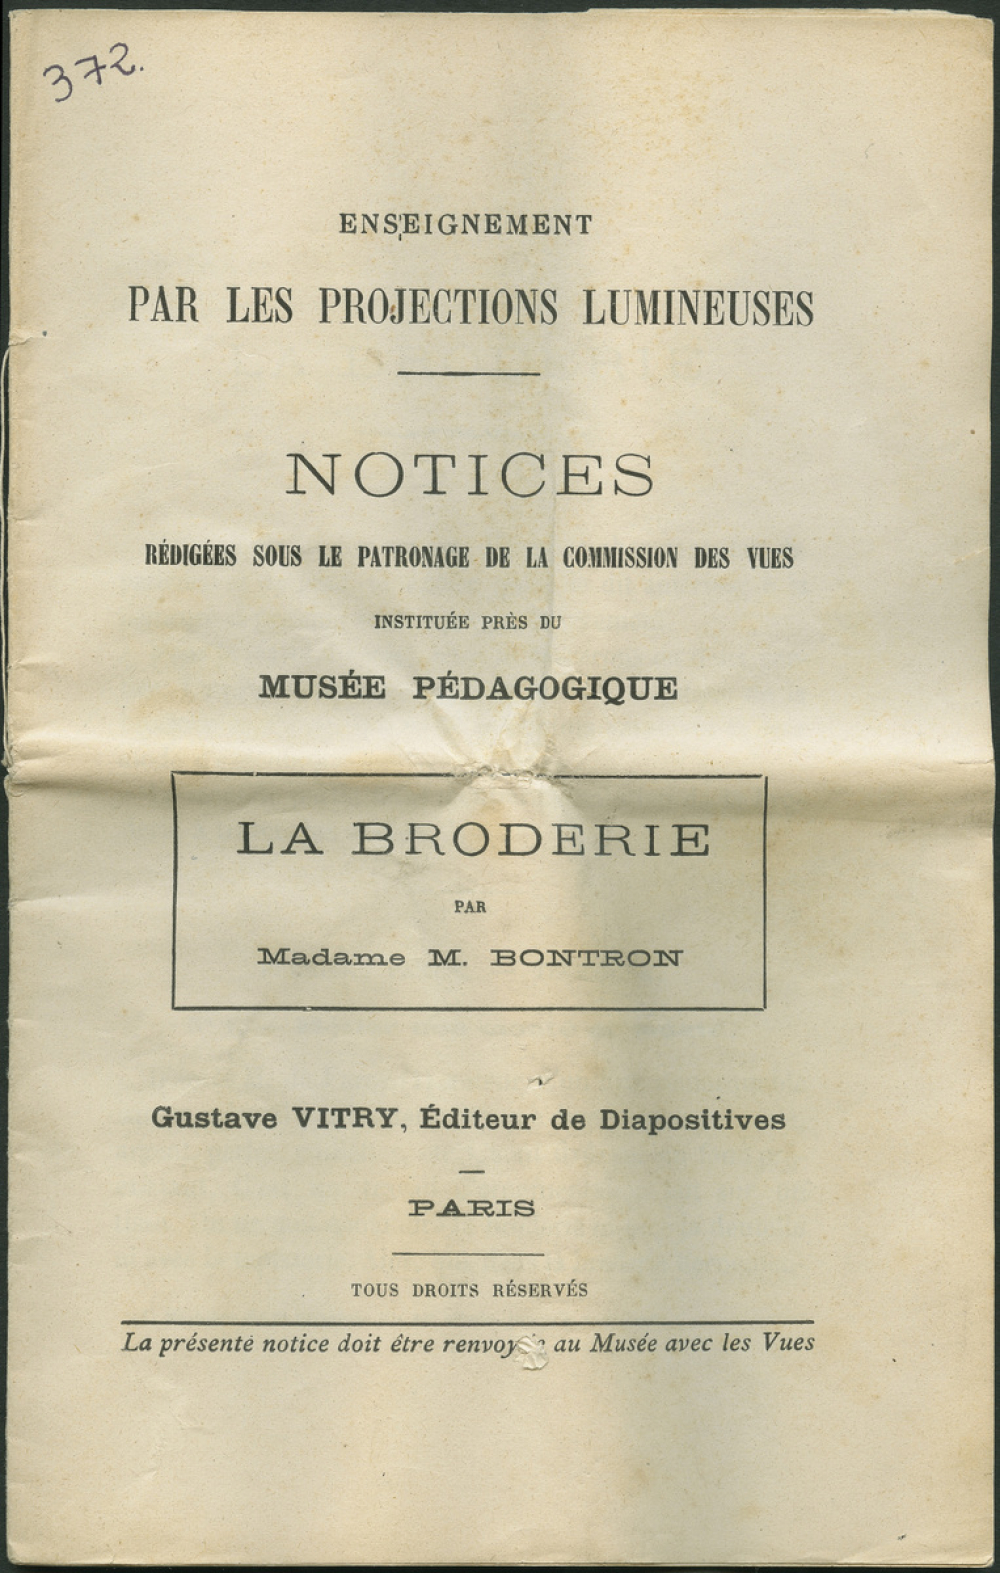 372.
ENSEIGNEMENT
PAR LES PROJECTIONS LUMINEUSES
NOTICES
RÉDIGÉES SOUS LE PATRONAGE DE LA COMMISSION DES VUES
INSTITUÉE PRÈS DU
MUSÉE PÉDAGOGIQUE
LA BRODERIE
PAR
Madame M. BONTRON
Gustave VITRY, Éditeur de Diapositives
PARIS
TOUS DROITS RÉSERVÉS
La présente notice doit être au Musée avec les Vues